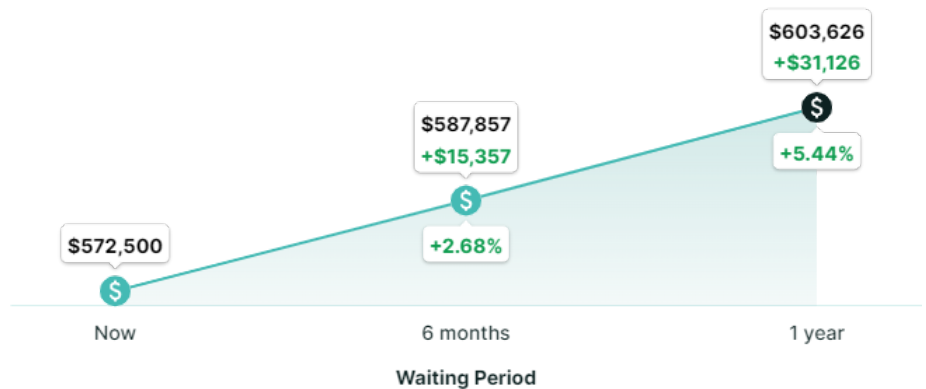 $603,626
+$31,126
$
+5.44%
$587,857
+$15,357
$
+2.68%
$572,500
$
Now
6 months
1 year
Waiting Period